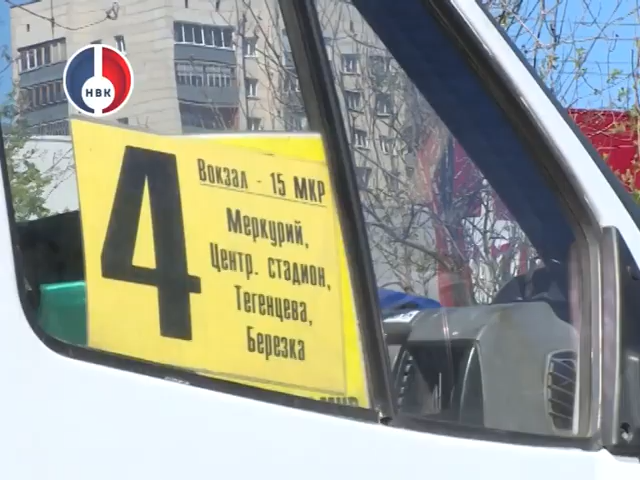 НВК
4
Вокзал - 15 МКР
Меркурий,
Центр. стадион,
Тегенцева,
Березка